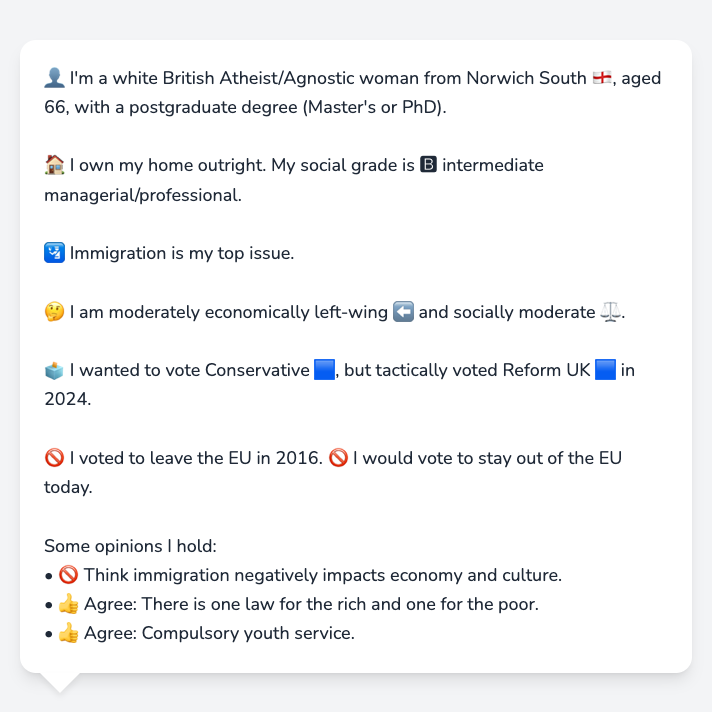 👤 I'm a white British Atheist/Agnostic woman from Norwich South 🏴󠁧󠁢󠁥󠁮󠁧󠁿, aged
66, with a postgraduate degree (Master's or PhD).
🏠 I own my home outright. My social grade is 🅱 intermediate
managerial/professional.
🛂 Immigration is my top issue.
🤔 I am moderately economically left-wing ⬅️ and socially moderate ⚖️.
🗳️ I wanted to vote Conservative 🟦, but tactically voted Reform UK 🟦 in
2024.
🚫 I voted to leave the EU in 2016. 🚫 I would vote to stay out of the EU
today.
Some opinions I hold:
• 🚫 Think immigration negatively impacts economy and culture.
• 👍 Agree: There is one law for the rich and one for the poor.
• 👍 Agree: Compulsory youth service.